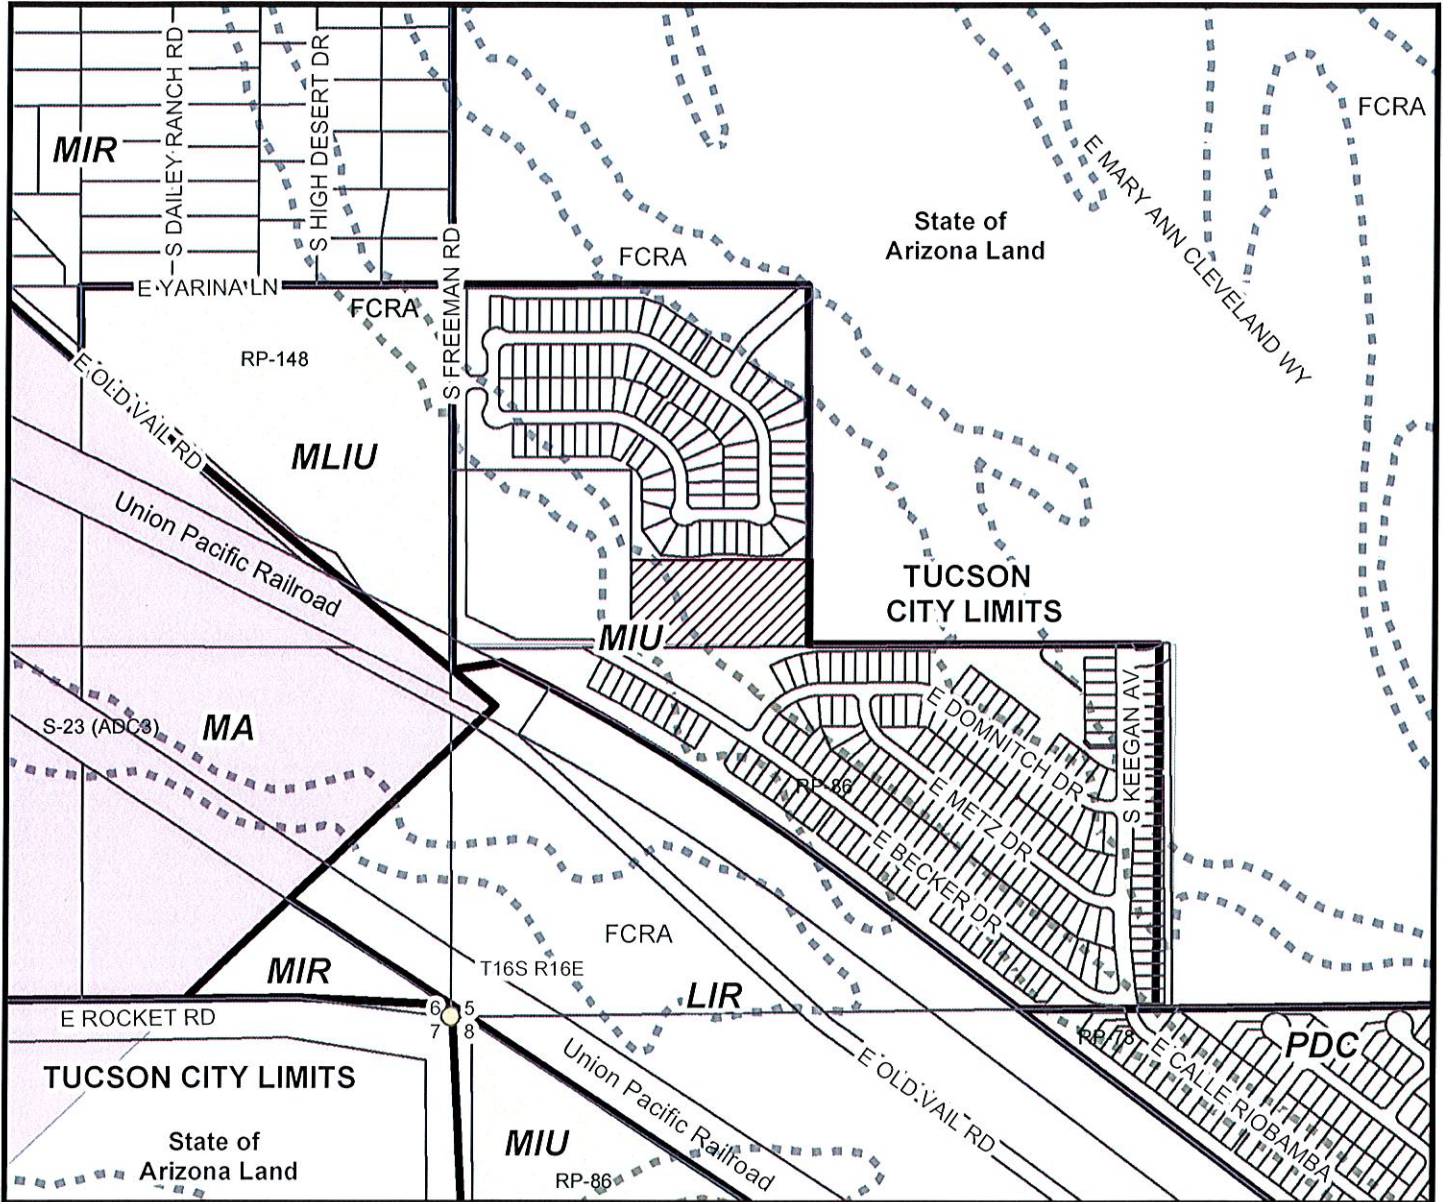 FCRA
S DAILEY RANCH RD
S HIGH DESERT DR
MIR
E MARY ANN CLEVELAND WY
State of
Arizona Land
FCRA
S FREEMAN RD
E YARINA LN
FCRA
RP-148
E OLD VAIL RD
MLIU
Union Pacific Railroad
TUCSON
CITY LIMITS
MIU
S KEEGAN AV
E DOMNITCH DR
S-23 (ADC3)
MA
RP-86
E METZ DR
E BECKER DR
FCRA
MIR
T16S R16E
LIR
6 5
7 8
E ROCKET RD
RP-78
PDC
E CALLE RIOBAMBA
E OLD VAIL RD
Union Pacific Railroad
TUCSON CITY LIMITS
State of
Arizona Land
MIU
RP-86